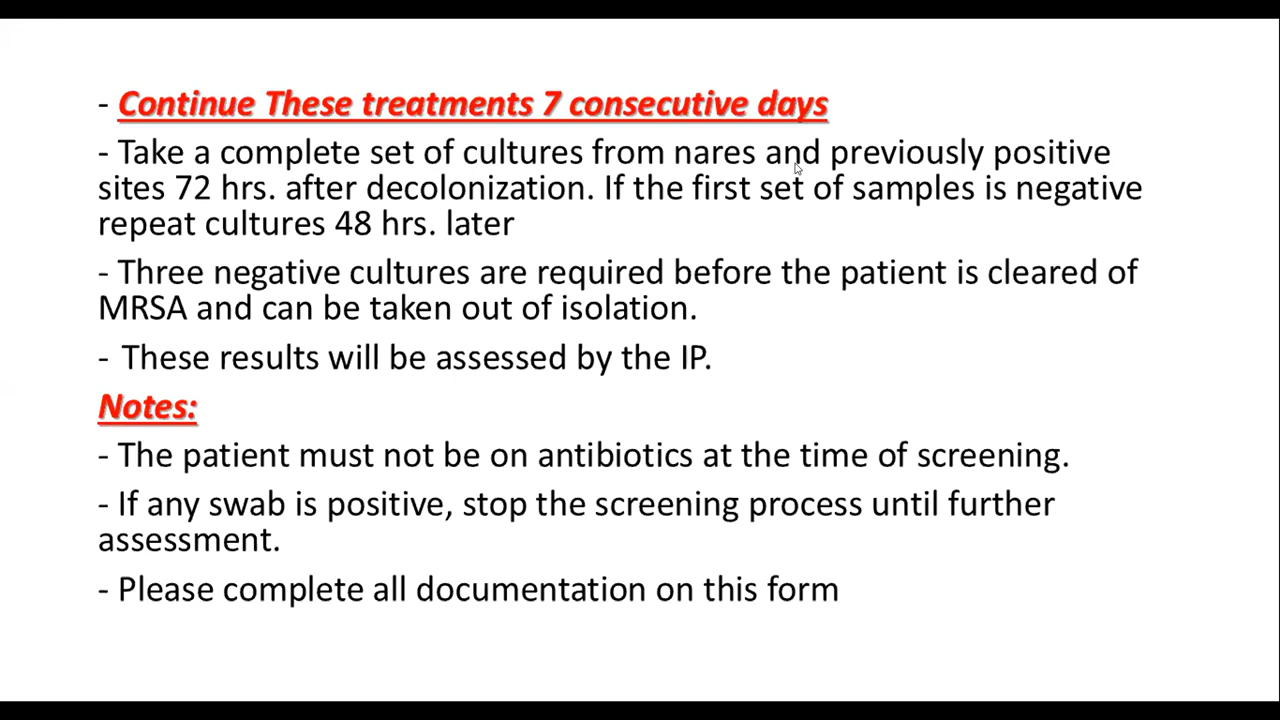 - Continue These treatments 7 consecutive days
- Take a complete set of cultures from nares and previously positive
sites 72 hrs. after decolonization. If the first set of samples is negative
repeat cultures 48 hrs. later
- Three negative cultures are required before the patient is cleared of
MRSA and can be taken out of isolation.
- These results will be assessed by the IP.
Notes:
- The patient must not be on antibiotics at the time of screening.
- If any swab is positive, stop the screening process until further
assessment.
- Please complete all documentation on this form